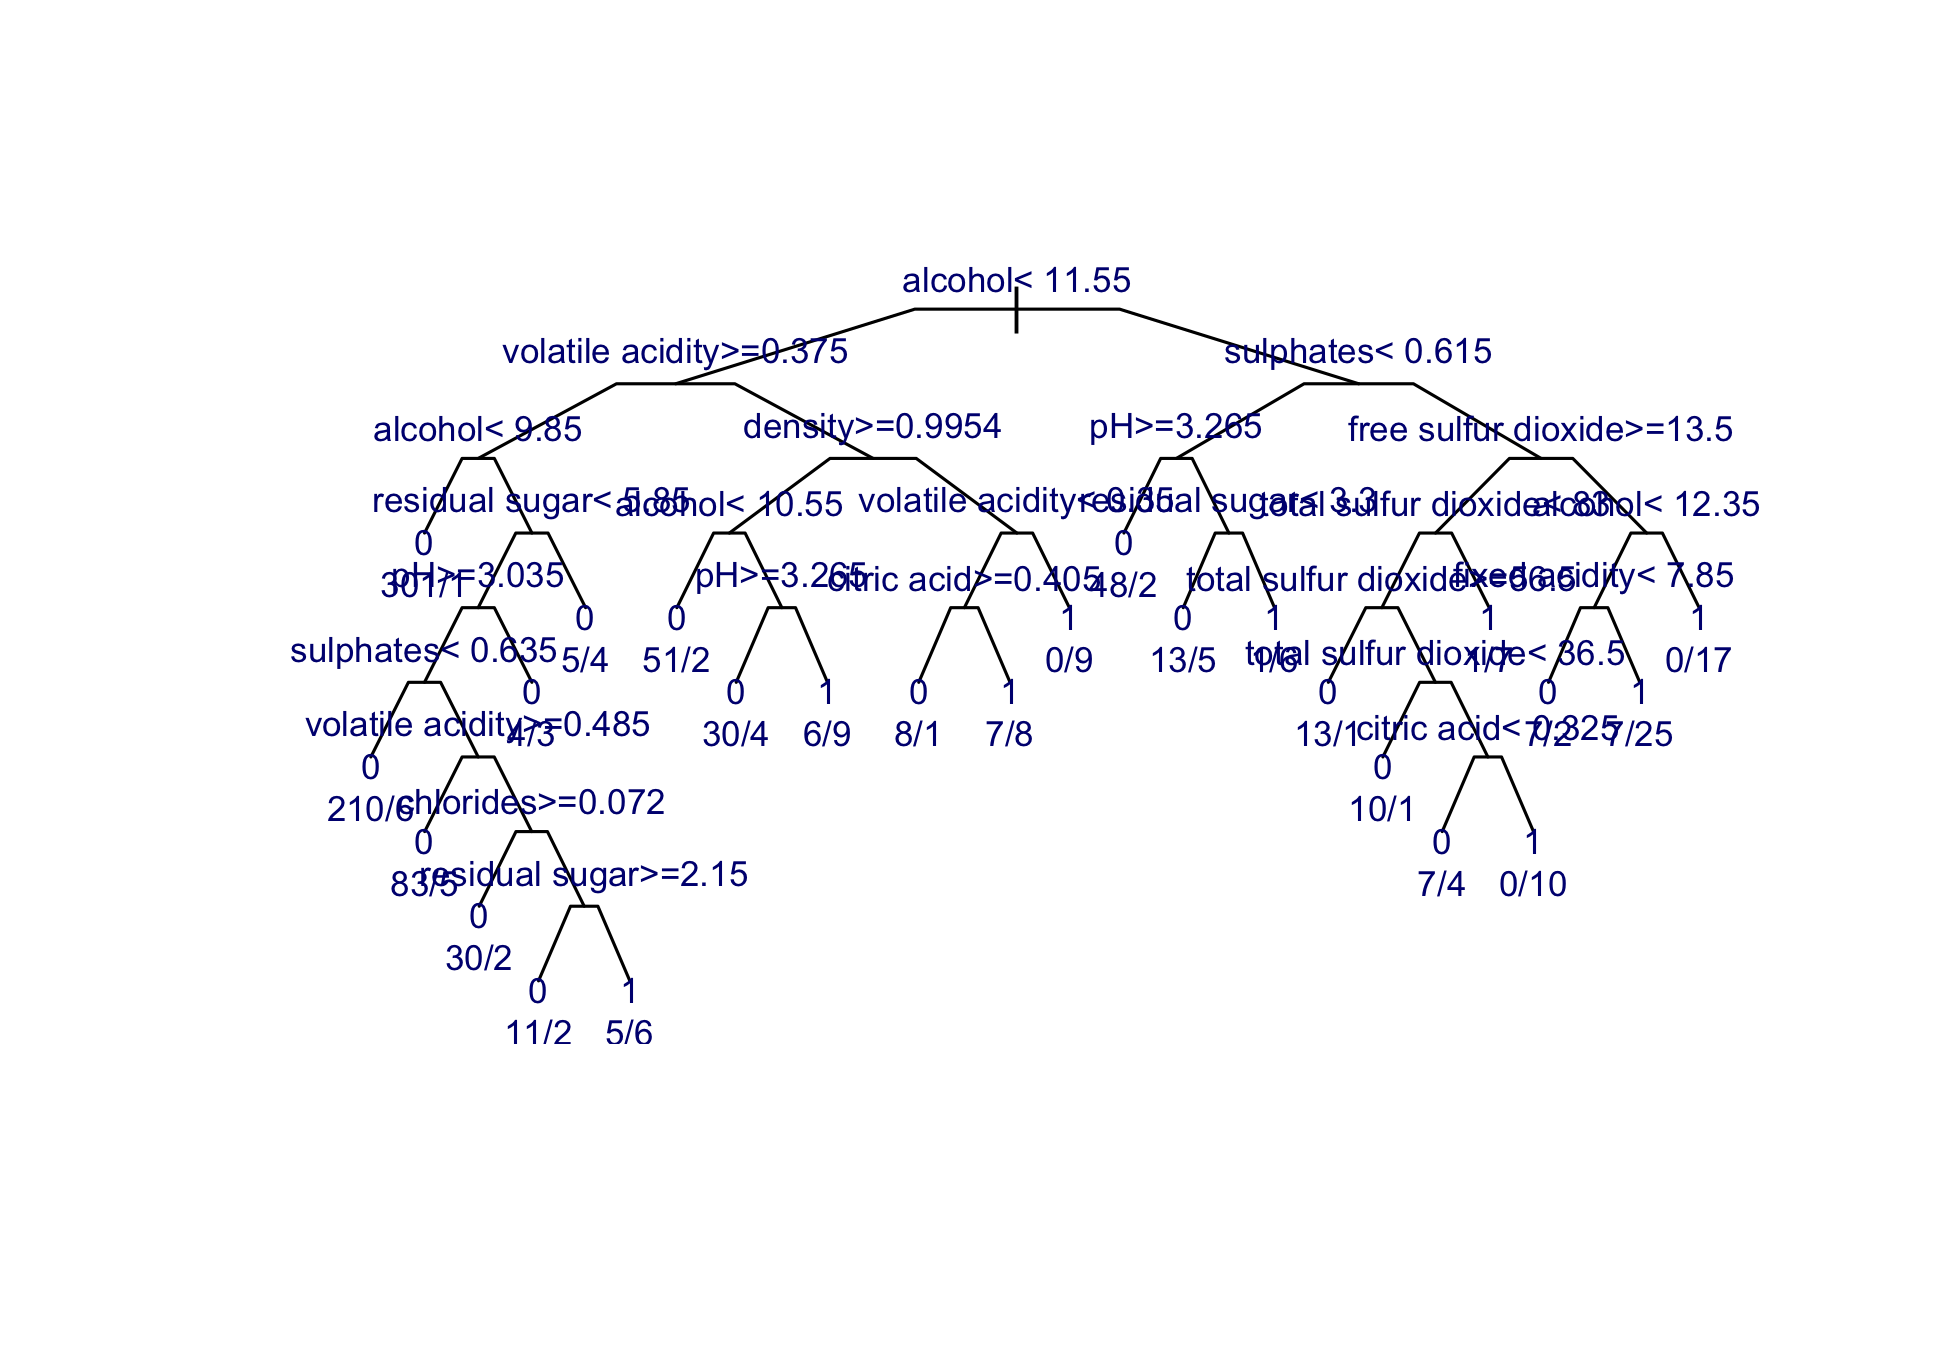 alcohol< 11.55
volatile acidity>=0.375
sulphates< 0.615
alcohol< 9.85
density>=0.9954
pH>=3.265
free sulfur dioxide>=13.5
residual sugar< 5.85
alcohol< 10.55
volatile acidity< 0.35
residual sugar< 3.3
total sulfur dioxide< 83
alcohol< 12.35
0
301/1
pH>=3.035
pH>=3.265
citric acid>=0.405
0
48/2
total sulfur dioxide>=56.5
fixed acidity< 7.85
sulphates< 0.635
0
5/4
0
51/2
1
0/9
0
13/5
1
1/6
total sulfur dioxide< 36.5
1
1/7
1
0/17
volatile acidity>=0.485
0
4/3
0
30/4
1
6/9
0
8/1
1
7/8
0
13/1
citric acid< 0.325
0
7/2
1
7/25
0
210/6
chlorides>=0.072
0
10/1
0
83/5
residual sugar>=2.15
0
7/4
1
0/10
0
30/2
0
11/2
1
5/6